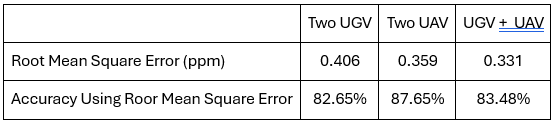 Two UGV Two UAV UGV + UAV
Root Mean Square Error (ppm) 0.406 0.359 0.331
Accuracy Using Roor Mean Square Error 82.65% 87.65% 83.48%